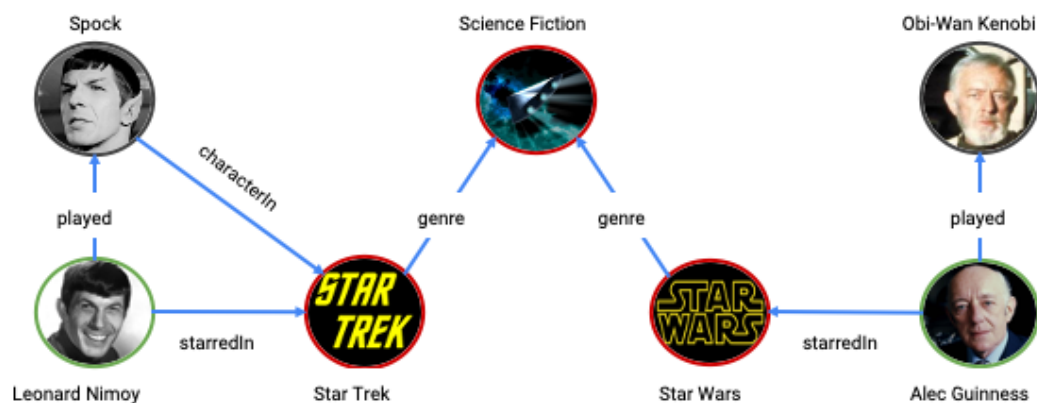 Spock
Science Fiction
Obi-Wan Kenobi
characterIn
played
genre
genre
played
STAR
TREK
STAR
WARS
starredIn
starredIn
Leonard Nimoy
Star Trek
Star Wars
Alec Guinness